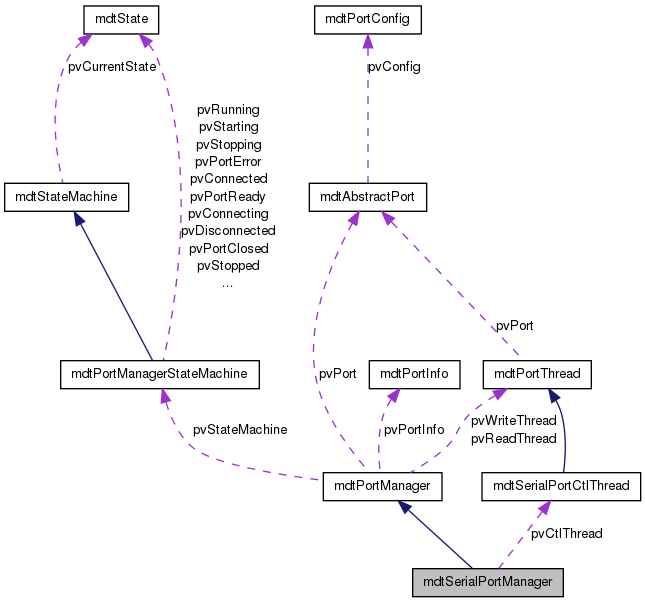 mdtState
mdtPortConfig
pvCurrentState
pvConfig
pvRunning
pvStarting
pvStopping
pvPortError
pvConnected
pvPortReady
pvConnecting
pvDisconnected
pvPortClosed
pvStopped
...
mdtStateMachine
mdtAbstractPort
pvPort
mdtPortManagerStateMachine
pvPort
mdtPortInfo
mdtPortThread
pvStateMachine
pvPortInfo
pvWriteThread
pvReadThread
mdtPortManager
mdtSerialPortCtlThread
pvCtlThread
mdtSerialPortManager